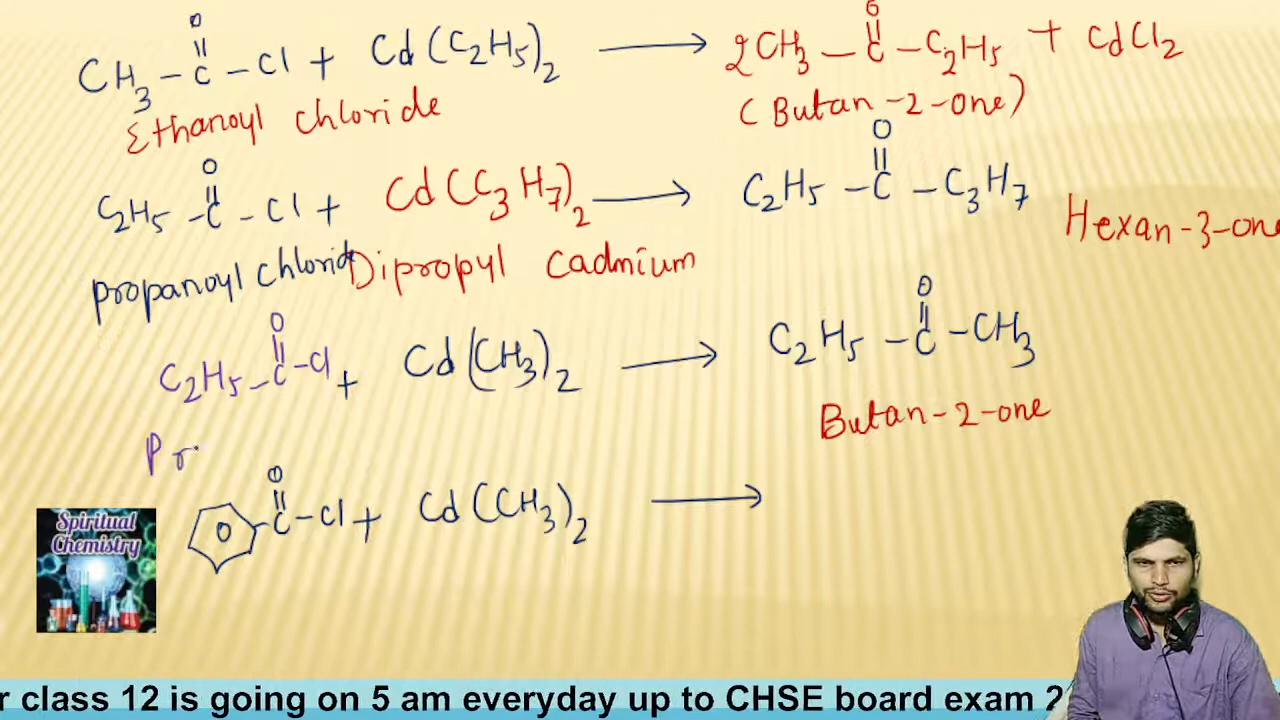 CH3 – C(=O) – Cl + Cd(C2H5)2 ⟶ 2CH3 – C(=O) – C2H5 + CdCl2
Ethanoyl chloride (Butan-2-one)
C2H5 – C(=O) – Cl + Cd(C3H7)2 ⟶ C2H5 – C(=O) – C3H7
Hexan-3-one
propanoyl chloride Dipropyl Cadmium
C2H5 – C(=O) – Cl + Cd(CH3)2 ⟶ C2H5 – C(=O) – CH3
Butan-2-one
Pr
C(=O) – Cl + Cd(CH3)2 ⟶
Spiritual
Chemistry
r class 12 is going on 5 am everyday up to CHSE board exam 2